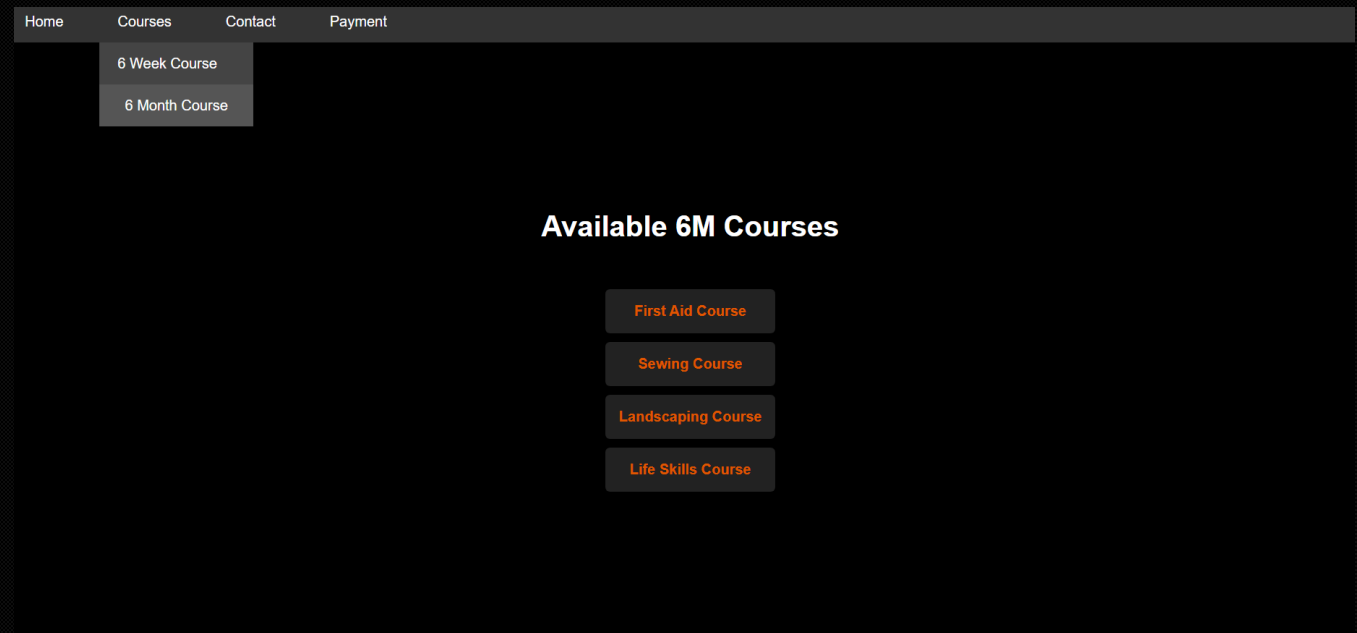 Home Courses Contact Payment
6 Week Course
6 Month Course
Available 6M Courses
First Aid Course
Sewing Course
Landscaping Course
Life Skills Course